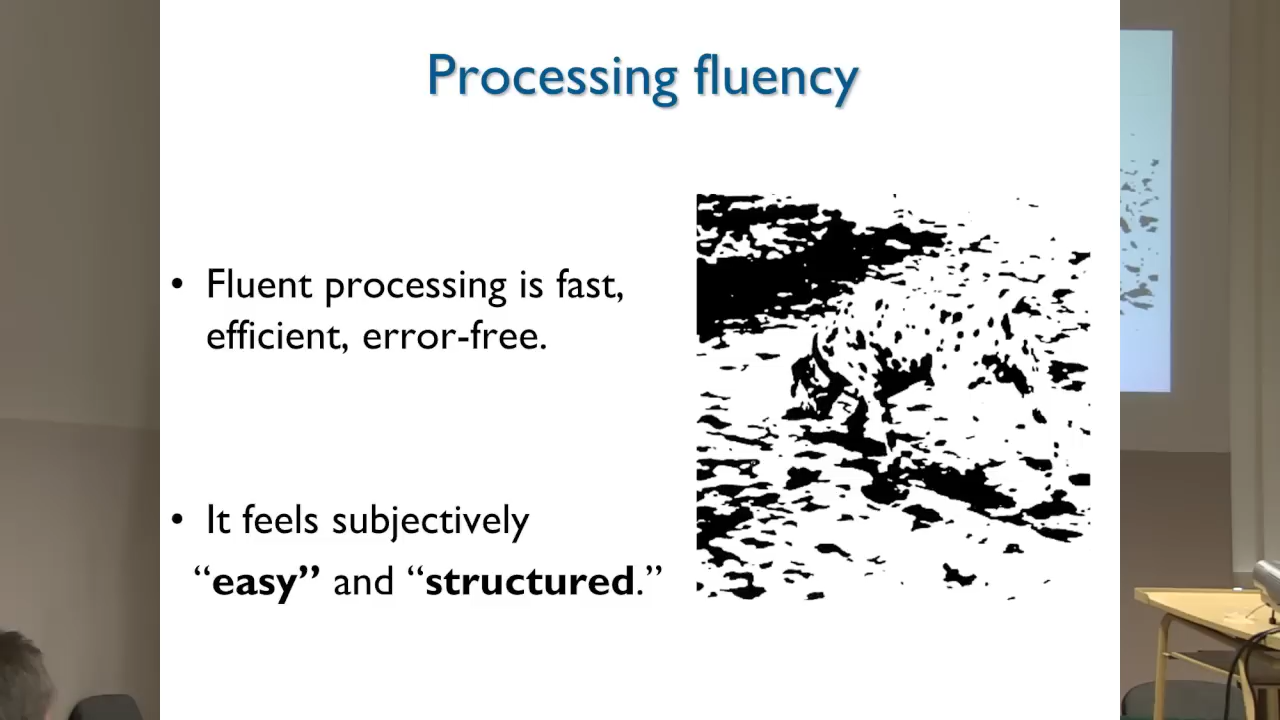 Processing fluency
• Fluent processing is fast,
efficient, error-free.
• It feels subjectively
“easy” and “structured.”